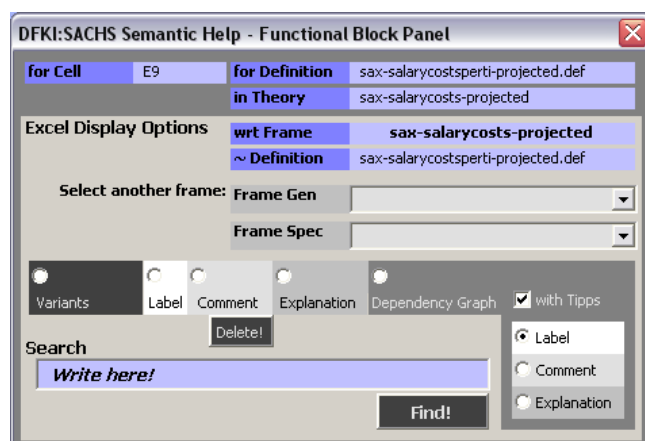 DFKI:SACHS Semantic Help - Functional Block Panel
for Cell E9 for Definition sax-salarycostsperti-projected.def
in Theory sax-salarycosts-projected
Excel Display Options wrt Frame sax-salarycosts-projected
~ Definition sax-salarycostsperti-projected.def
Select another frame: Frame Gen
Frame Spec
Variants Label Comment Explanation Dependency Graph with Tipps
Delete!
Label
Search
Comment
Write here!
Explanation
Find!